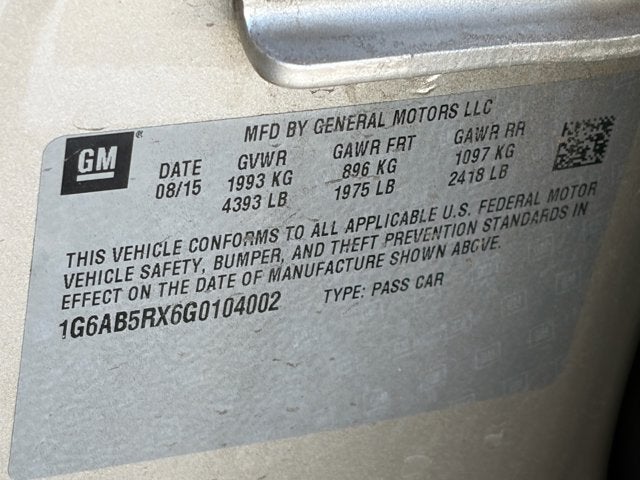 MFD BY GENERAL MOTORS LLC
GM®
DATE GVWR GAWR FRT GAWR RR
08/15 1993 KG 896 KG 1097 KG
4393 LB 1975 LB 2418 LB
THIS VEHICLE CONFORMS TO ALL APPLICABLE U.S. FEDERAL MOTOR
VEHICLE SAFETY, BUMPER, AND THEFT PREVENTION STANDARDS IN
EFFECT ON THE DATE OF MANUFACTURE SHOWN ABOVE.
1G6AB5RX6G0104002 TYPE: PASS CAR